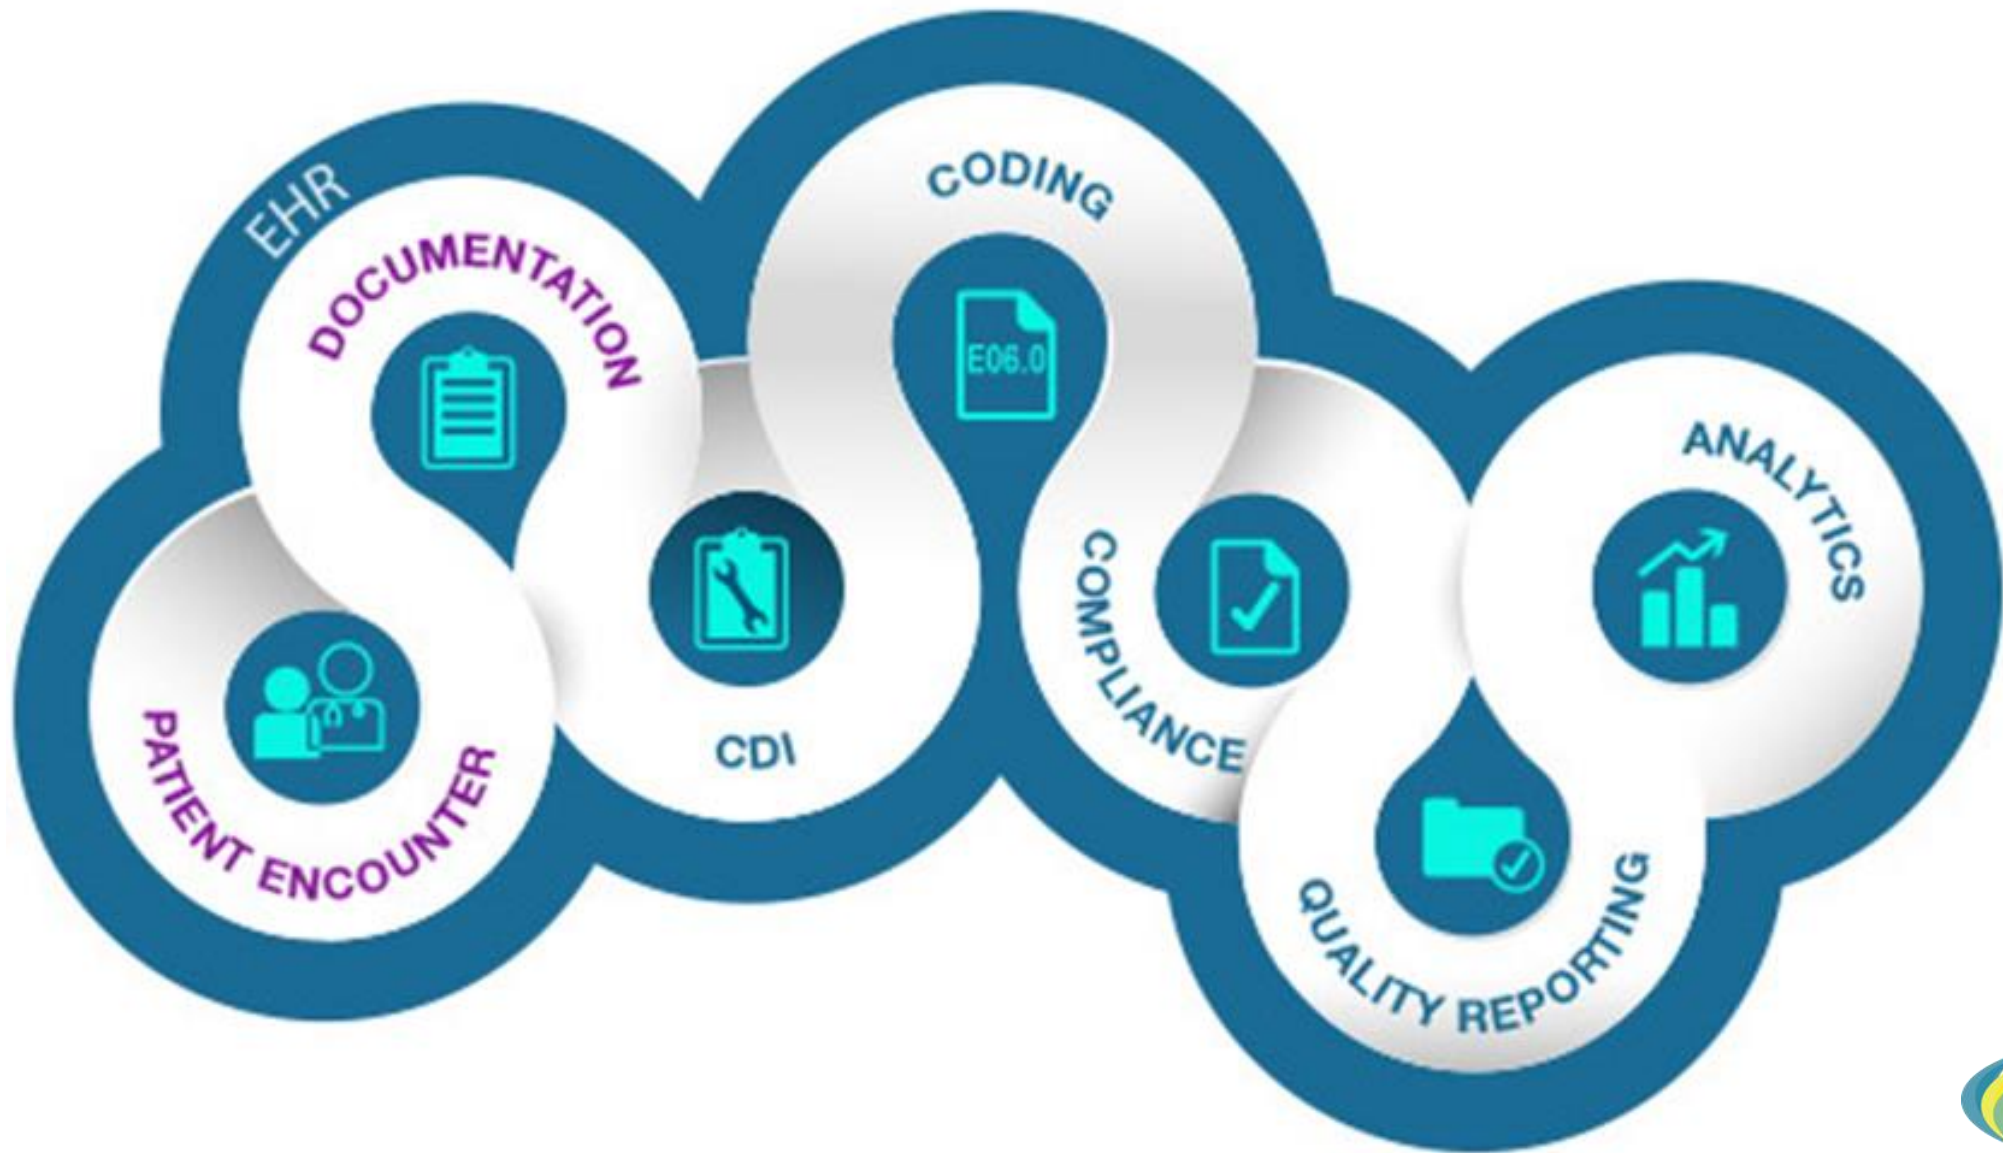 EHR
PATIENT ENCOUNTER
DOCUMENTATION
CDI
CODING
E06.0
COMPLIANCE
QUALITY REPORTING
ANALYTICS